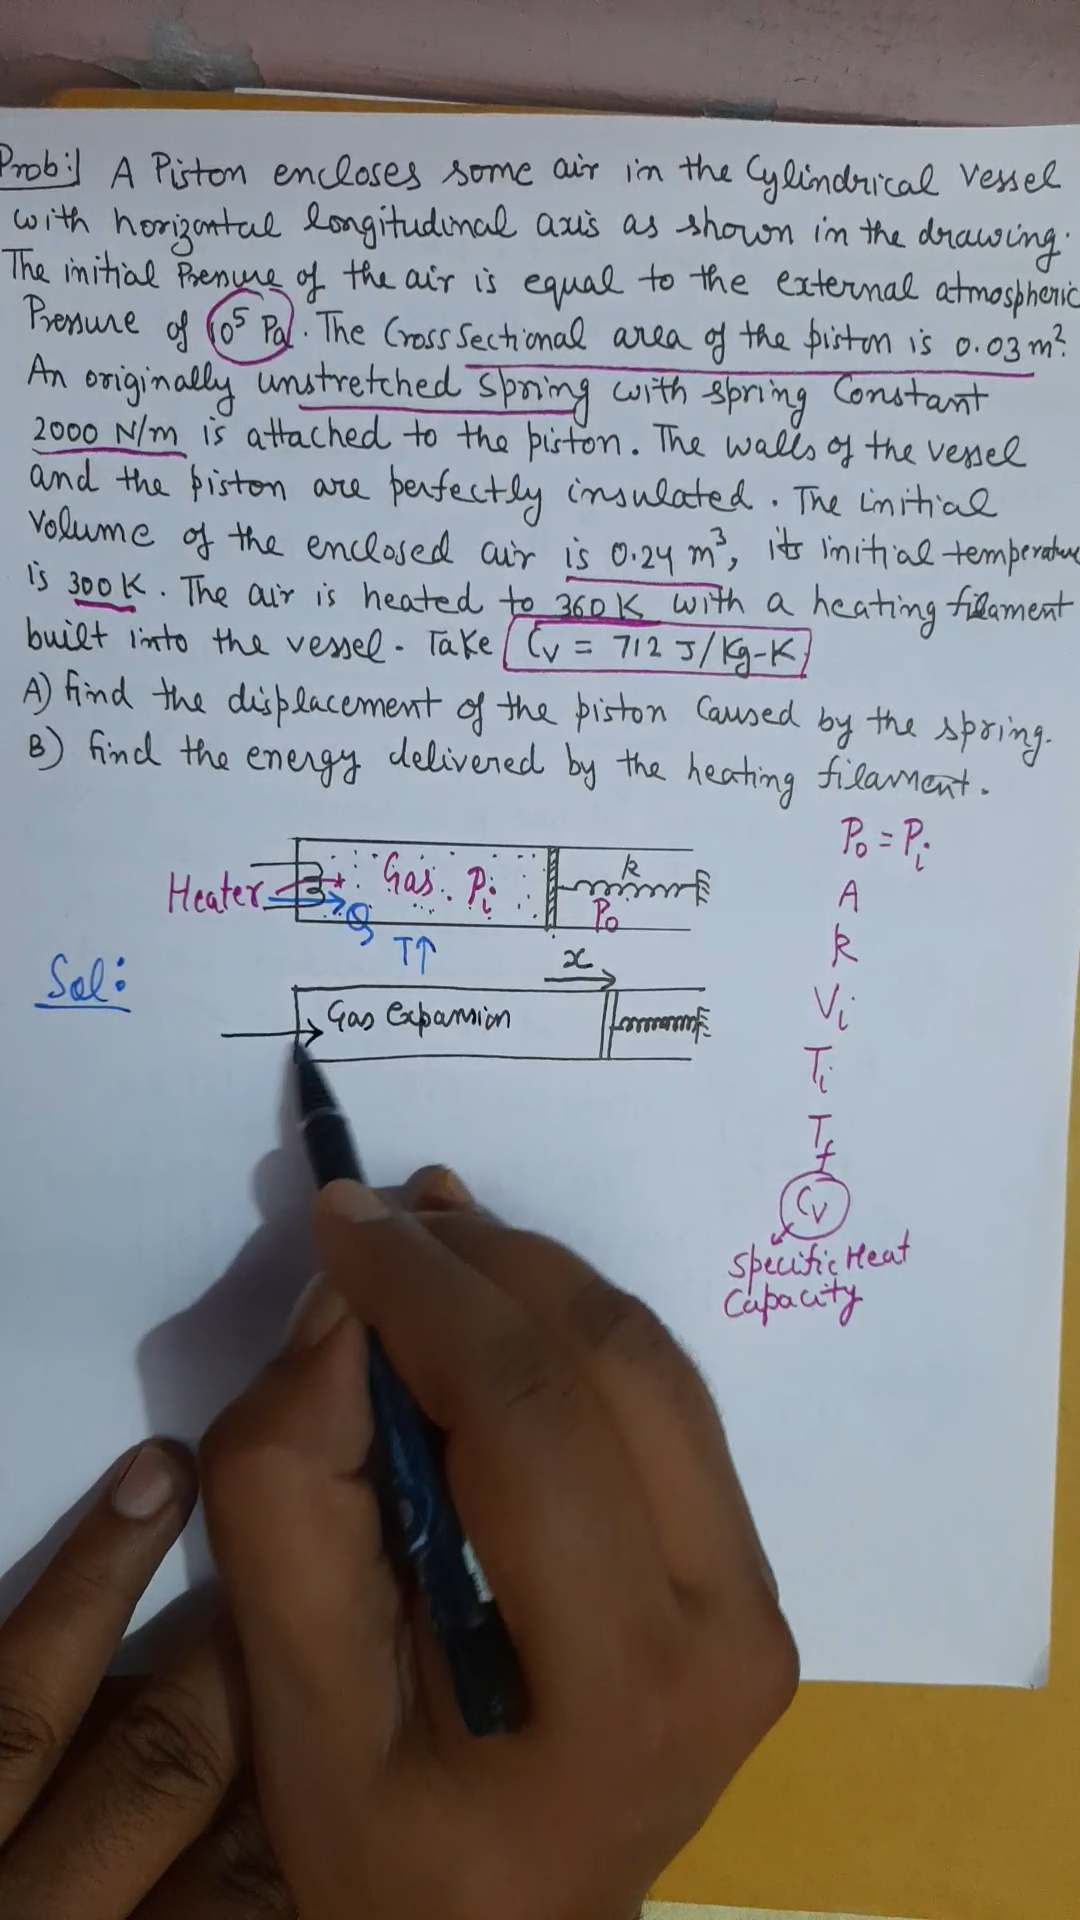 Prob:] A Piston encloses some air in the Cylindrical Vessel
with horizontal longitudinal axis as shown in the drawing.
The initial Pressure of the air is equal to the external atmospheric
Pressure of 10⁵ Pa. The Cross Sectional area of the piston is 0.03 m².
An originally unstretched spring with spring Constant
2000 N/m is attached to the piston. The walls of the vessel
and the piston are perfectly insulated. The initial
Volume of the enclosed air is 0.24 m³, its initial temperature
is 300 K. The air is heated to 360 K with a heating filament
built into the vessel. Take Cv = 712 J/Kg-K
A) find the displacement of the piston Caused by the spring.
B) find the energy delivered by the heating filament.
Heater
Gas Pi
k
P0
Q
T↑
x
Sol:
Gas Expansion
P0 = Pi
A
k
Vi
Ti
Tf
Cv
Specific Heat
Capacity